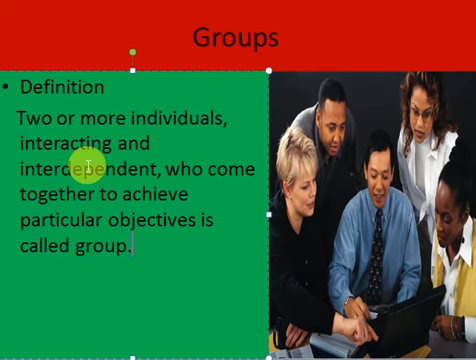 Groups
• Definition
Two or more individuals,
interacting and
interdependent, who come
together to achieve
particular objectives is
called group.